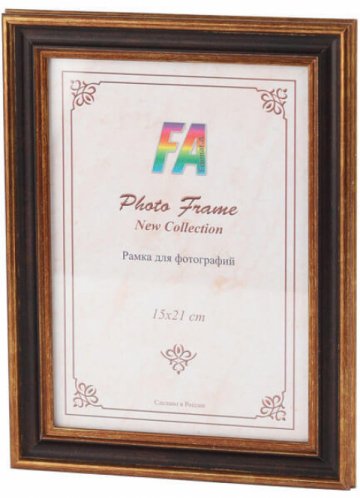 FA
Photo Frame
New Collection
Рамка для фотографий
15x21 cm
Сделано в России